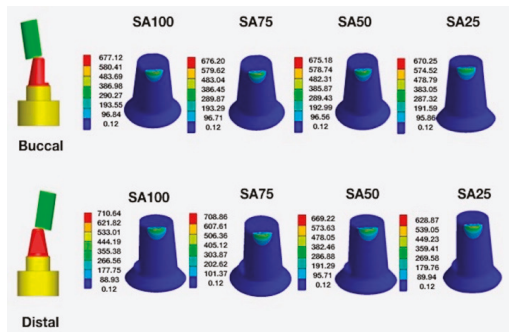 SA100 SA75 SA50 SA25
677.12 676.20 675.18 670.25
580.41 579.62 578.74 574.52
483.69 483.04 482.31 478.79
386.98 386.45 385.87 383.05
290.27 289.87 289.43 287.32
193.55 193.29 192.99 191.59
96.84 96.71 96.56 95.86
0.12 0.12 0.12 0.12
Buccal
SA100 SA75 SA50 SA25
710.64 708.86 669.22 628.87
621.82 607.61 573.63 539.05
533.01 506.36 478.05 449.23
444.19 405.12 382.46 359.41
355.38 303.87 286.88 269.58
266.56 202.62 191.29 179.76
177.75 101.37 95.71 89.94
88.93 0.12 0.12 0.12
0.12
Distal